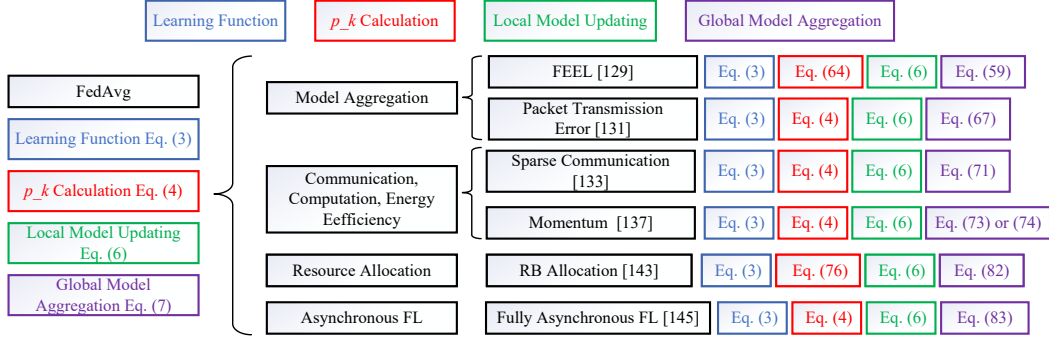 Learning Function
p_k Calculation
Local Model Updating
Global Model Aggregation
FedAvg
Learning Function Eq. (3)
p_k Calculation Eq. (4)
Local Model Updating
Eq. (6)
Global Model
Aggregation Eq. (7)
Model Aggregation
FEEL [129]
Eq. (3)
Eq. (64)
Eq. (6)
Eq. (59)
Packet Transmission
Error [131]
Eq. (3)
Eq. (4)
Eq. (6)
Eq. (67)
Communication,
Computation, Energy
Eefficiency
Sparse Communication
[133]
Eq. (3)
Eq. (4)
Eq. (6)
Eq. (71)
Momentum [137]
Eq. (3)
Eq. (4)
Eq. (6)
Eq. (73) or (74)
Resource Allocation
RB Allocation [143]
Eq. (3)
Eq. (76)
Eq. (6)
Eq. (82)
Asynchronous FL
Fully Asynchronous FL [145]
Eq. (3)
Eq. (4)
Eq. (6)
Eq. (83)